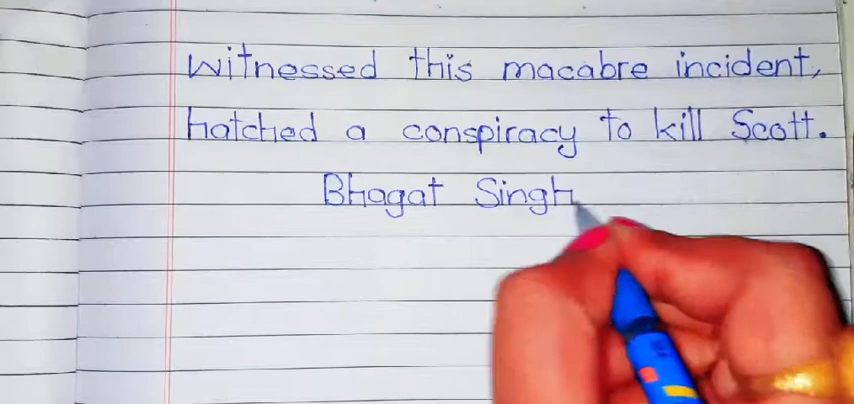 witnessed this macabre incident,
hatched a conspiracy to kill Scott.
Bhagat Singh